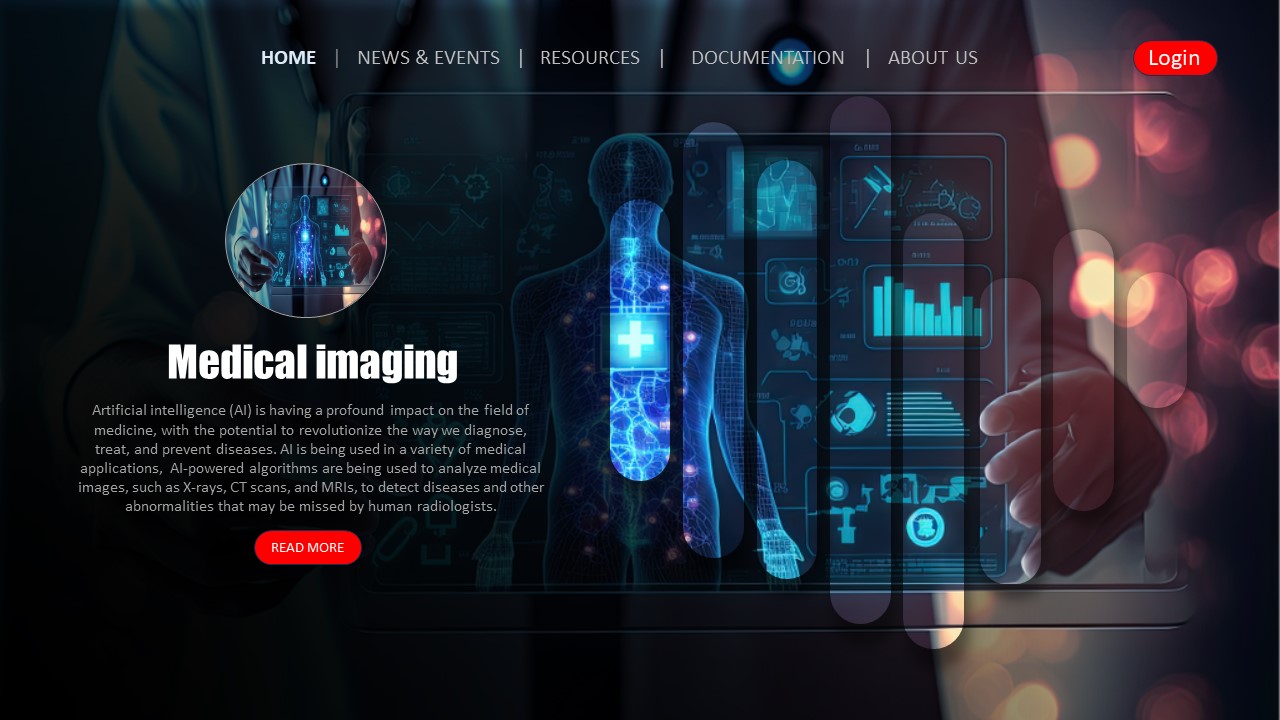 HOME | NEWS & EVENTS | RESOURCES | DOCUMENTATION | ABOUT US
Login
Medical imaging
Artificial intelligence (AI) is having a profound impact on the field of
medicine, with the potential to revolutionize the way we diagnose,
treat, and prevent diseases. AI is being used in a variety of medical
applications, AI-powered algorithms are being used to analyze medical
images, such as X-rays, CT scans, and MRIs, to detect diseases and other
abnormalities that may be missed by human radiologists.
READ MORE